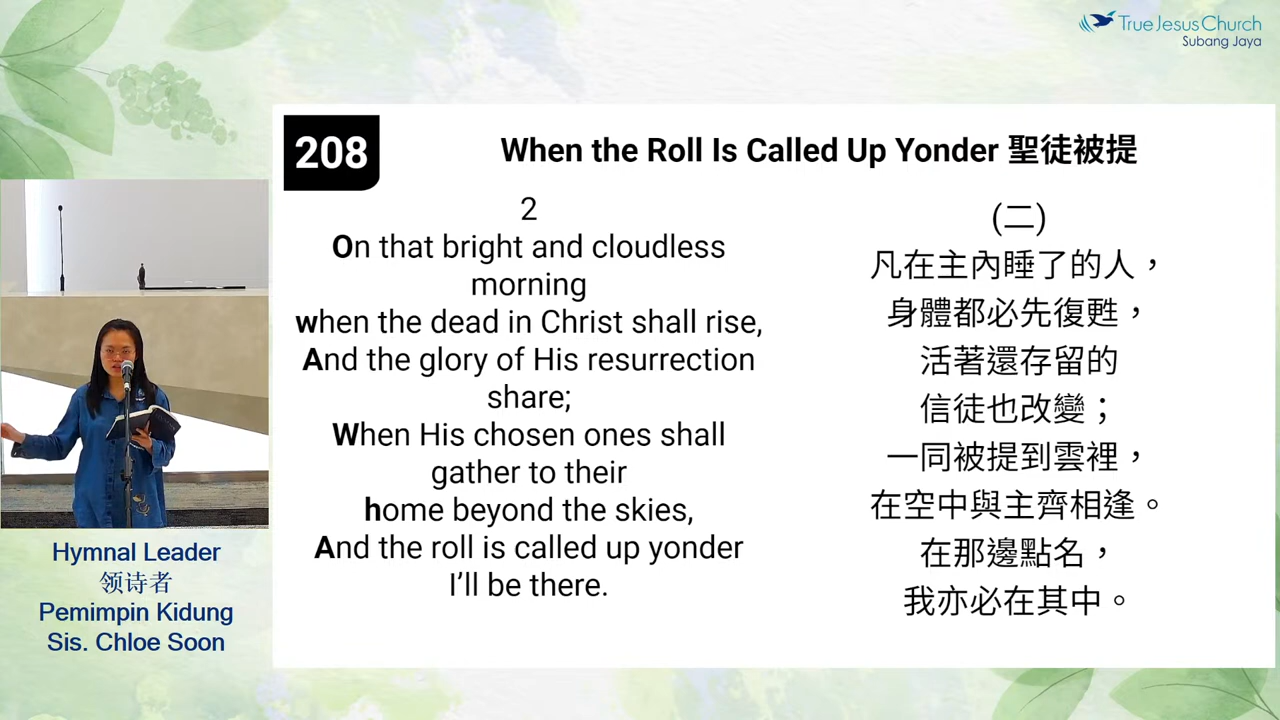 True Jesus Church
Subang Jaya
208
When the Roll Is Called Up Yonder 聖徒被提
2
On that bright and cloudless
morning
when the dead in Christ shall rise,
And the glory of His resurrection
share;
When His chosen ones shall
gather to their
home beyond the skies,
And the roll is called up yonder
I’ll be there.
(二)
凡在主內睡了的人，
身體都必先復甦，
活著還存留的
信徒也改變；
一同被提到雲裡，
在空中與主齊相逢。
在那邊點名，
我亦必在其中。
Hymnal Leader
领诗者
Pemimpin Kidung
Sis. Chloe Soon